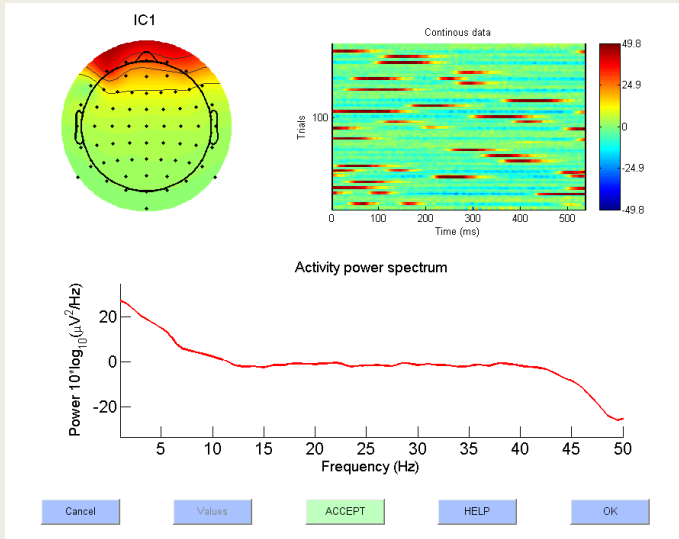 IC1
Continous data
Trials
100
49.8
24.9
0
-24.9
-49.8
0 100 200 300 400 500
Time (ms)
Activity power spectrum
Power 10*log10(μV2/Hz)
20
0
-20
5 10 15 20 25 30 35 40 45 50
Frequency (Hz)
Cancel Values ACCEPT HELP OK